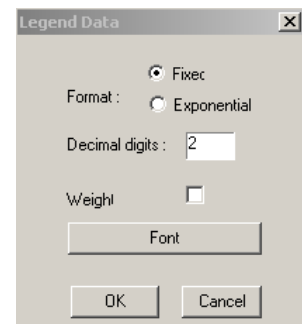 Legend Data
Fixed
Format :
Exponential
Decimal digits : 2
Weight
Font
OK Cancel